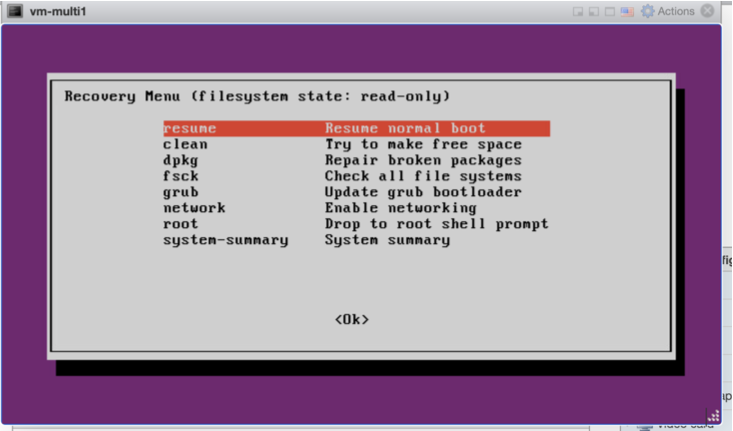 vm-multi1
Actions
Recovery Menu (filesystem state: read-only)
resume Resume normal boot
clean Try to make free space
dpkg Repair broken packages
fsck Check all file systems
grub Update grub bootloader
network Enable networking
root Drop to root shell prompt
system-summary System summary
<Ok>